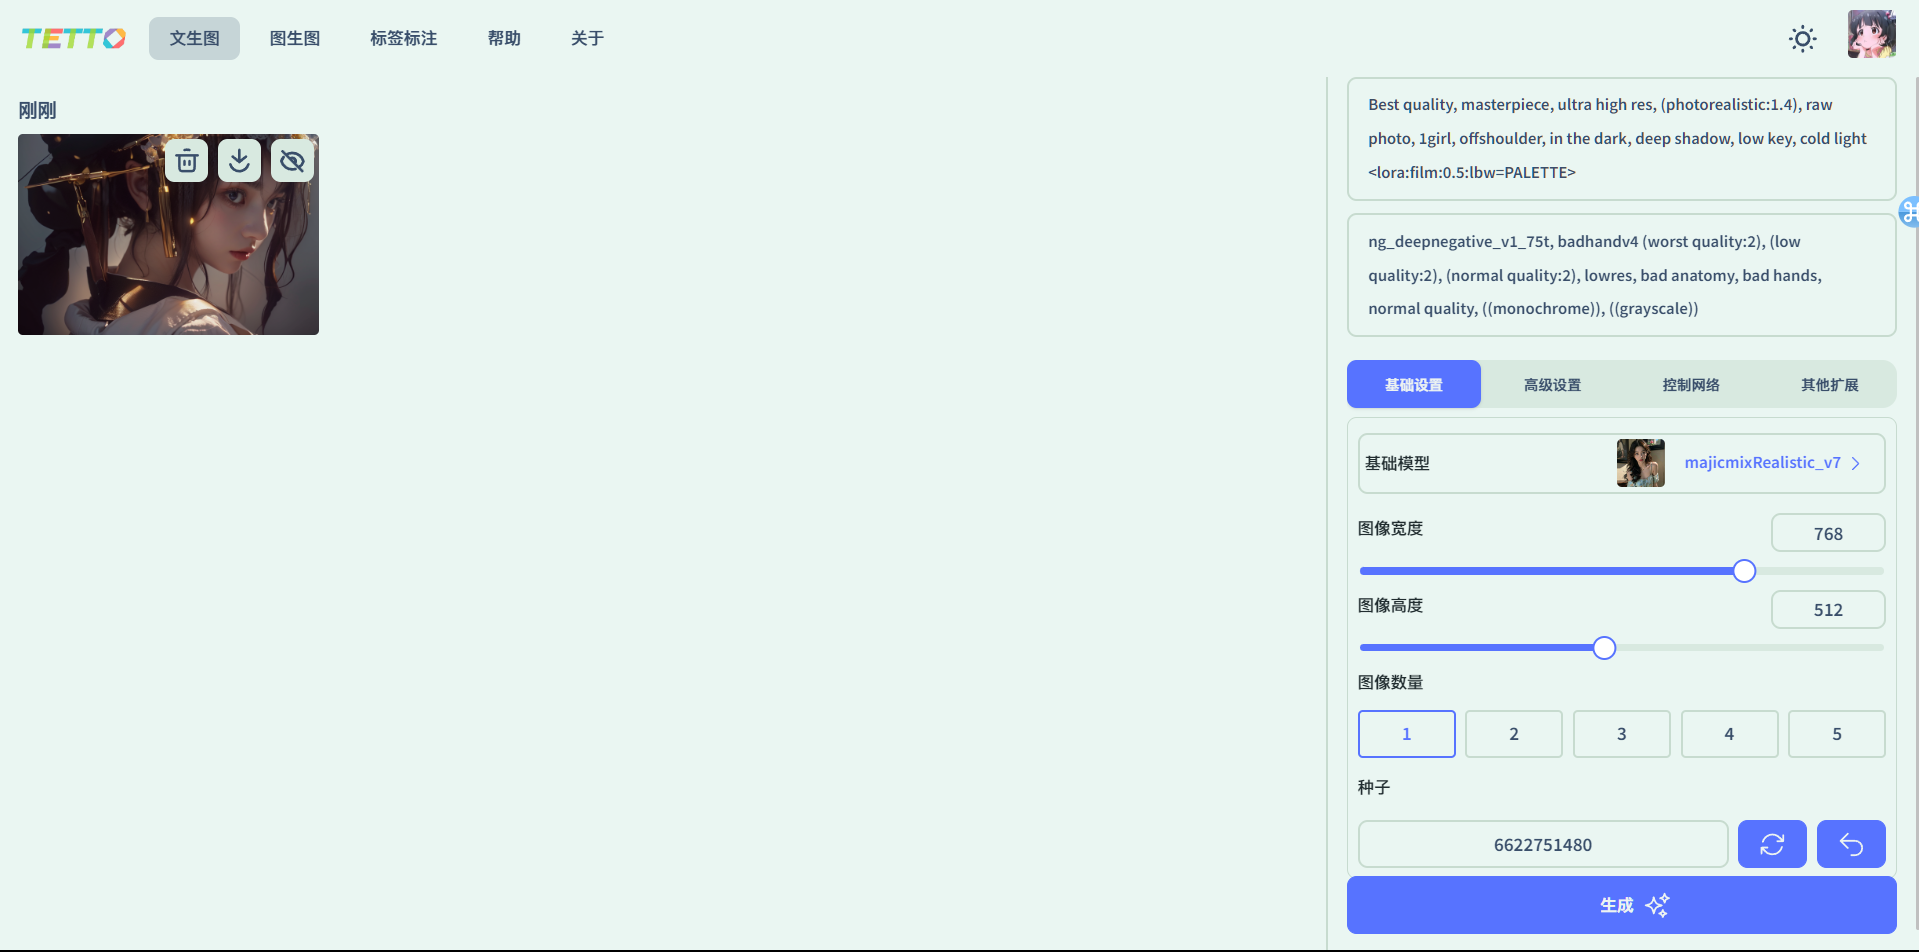 TETTO
文生图
图生图
标签标注
帮助
关于
刚刚
Best quality, masterpiece, ultra high res, (photorealistic:1.4), raw
photo, 1girl, offshoulder, in the dark, deep shadow, low key, cold light
<lora:film:0.5:lbw=PALETTE>
ng_deepnegative_v1_75t, badhandv4 (worst quality:2), (low
quality:2), (normal quality:2), lowres, bad anatomy, bad hands,
normal quality, ((monochrome)), ((grayscale))
基础设置
高级设置
控制网络
其他扩展
基础模型
majicmixRealistic_v7
图像宽度
768
图像高度
512
图像数量
1
2
3
4
5
种子
6622751480
生成